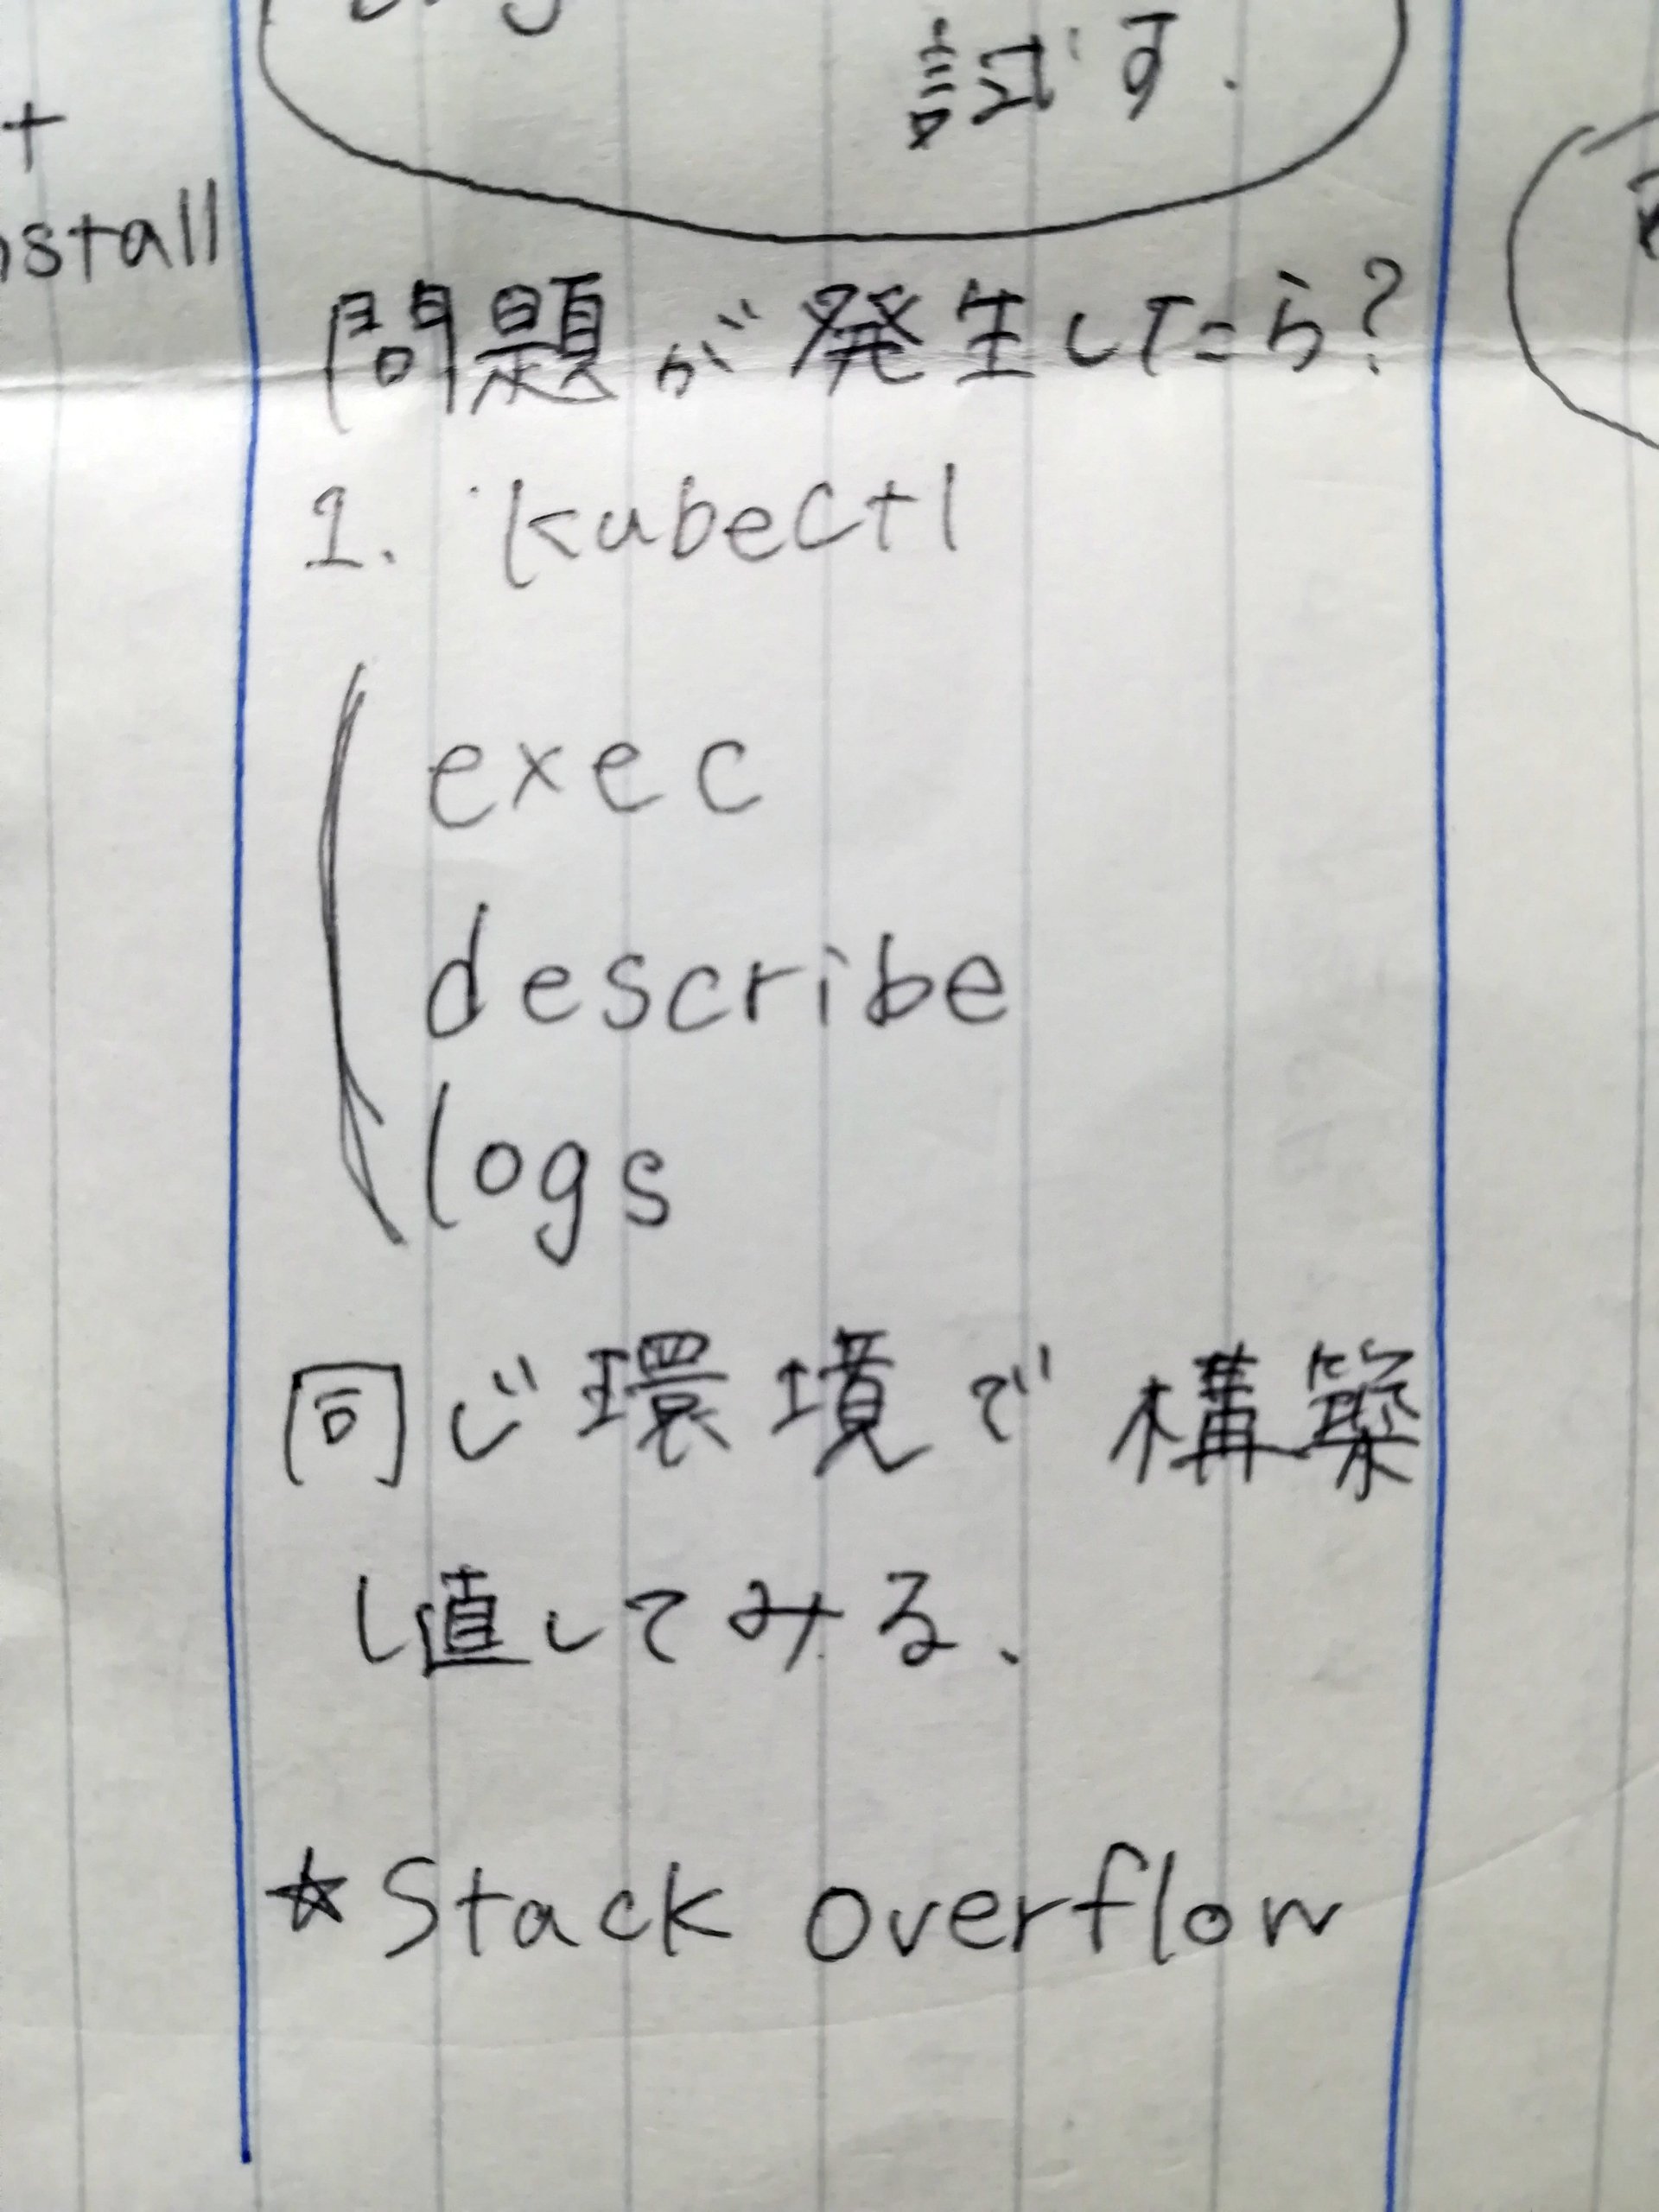 試す.
+
nstall
問題が発生したら?
1. kubectl
exec
describe
logs
同じ環境で構築
し直してみる、
☆Stack overflow